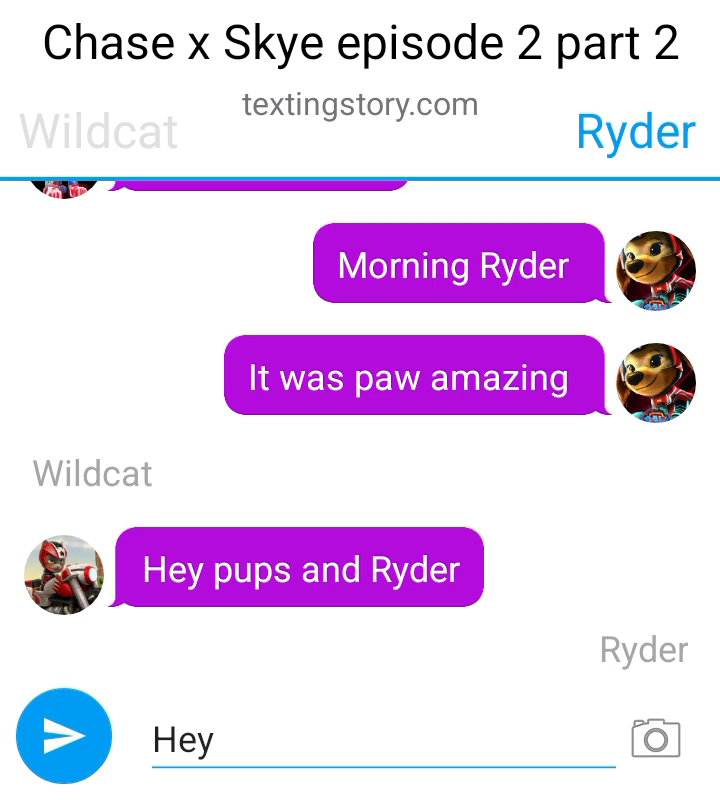 Chase x Skye episode 2 part 2
textingstory.com
Wildcat
Ryder
Morning Ryder
It was paw amazing
Wildcat
Hey pups and Ryder
Ryder
Hey